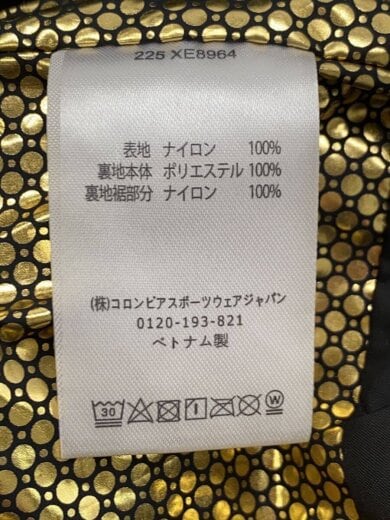 225 XE8964
表地 ナイロン 100%
裏地本体 ポリエステル 100%
裏地裾部分 ナイロン 100%
(株)コロンビアスポーツウェアジャパン
0120-193-821
ベトナム製
30 W